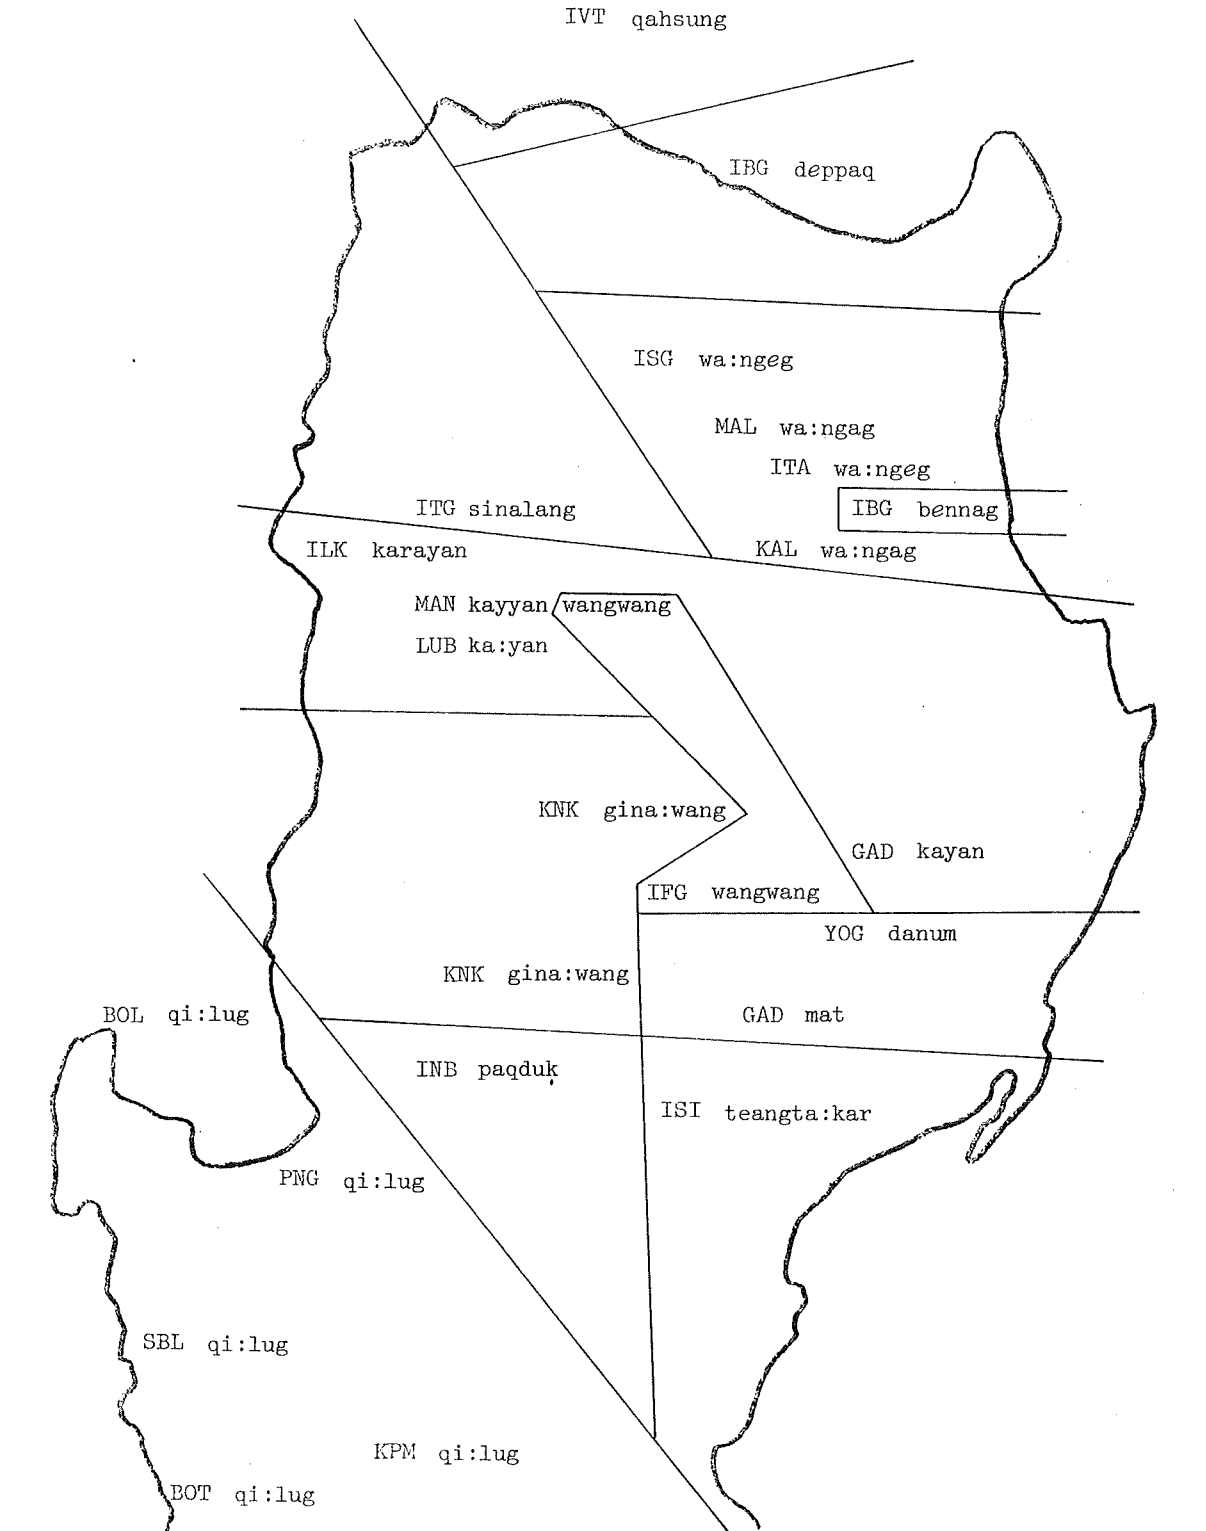 IVT qahsung
IBG deppaq
ISG wa:ngeg
MAL wa:ngag
ITA wa:ngeg
ITG sinalang
IBG bennag
ILK karayan
KAL wa:ngag
MAN kayyan wangwang
LUB ka:yan
KNK gina:wang
GAD kayan
IFG wangwang
YOG danum
KNK gina:wang
BOL qi:lug
GAD mat
INB paqduk
ISI teangta:kar
PNG qi:lug
SBL qi:lug
KPM qi:lug
BOT qi:lug